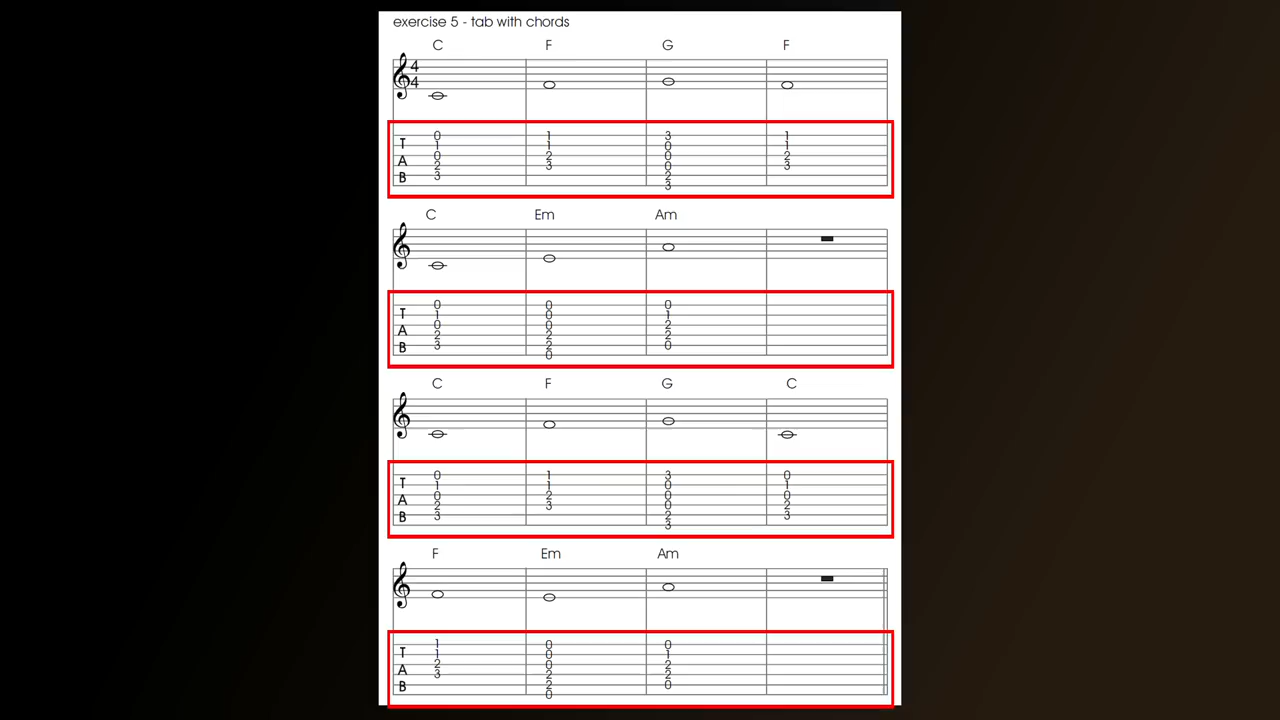 exercise 5 - tab with chords
C F G F
4
4
0 1 3 1
T 1 1 0 1
0 2 0 2
A 2 3 0 3
B 3 2
3
C Em Am
0 0 0
T 1 0 1
0 0 2
A 2 2 2
B 3 2 0
0
C F G C
0 1 3 0
T 1 1 0 1
0 2 0 0
A 2 3 0 2
B 3 2 3
3
F Em Am
1 0 0
T 1 0 1
2 0 2
A 3 2 2
B 2 0
0